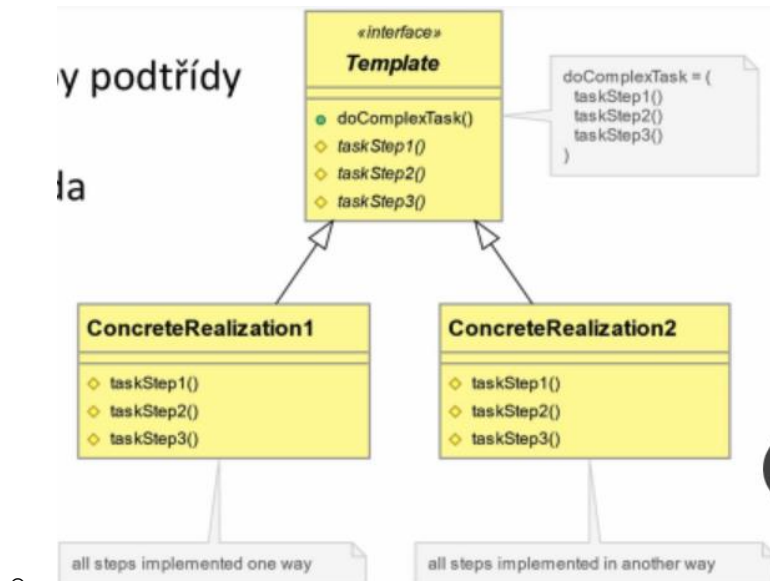 y podtřídy
da
«interface»
Template
doComplexTask()
taskStep1()
taskStep2()
taskStep3()
doComplexTask = (
taskStep1()
taskStep2()
taskStep3()
)
ConcreteRealization1
taskStep1()
taskStep2()
taskStep3()
ConcreteRealization2
taskStep1()
taskStep2()
taskStep3()
all steps implemented one way
all steps implemented in another way